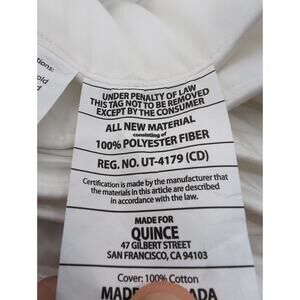 UNDER PENALTY OF LAW
THIS TAG NOT TO BE REMOVED
EXCEPT BY THE CONSUMER
ALL NEW MATERIAL
consisting of
100% POLYESTER FIBER
REG. NO. UT-4179 (CD)
Certification is made by the manufacturer that
the materials in this article are described
in accordance with the law.
MADE FOR
QUINCE
47 GILBERT STREET
SAN FRANCISCO, CA 94103
Cover: 100% Cotton